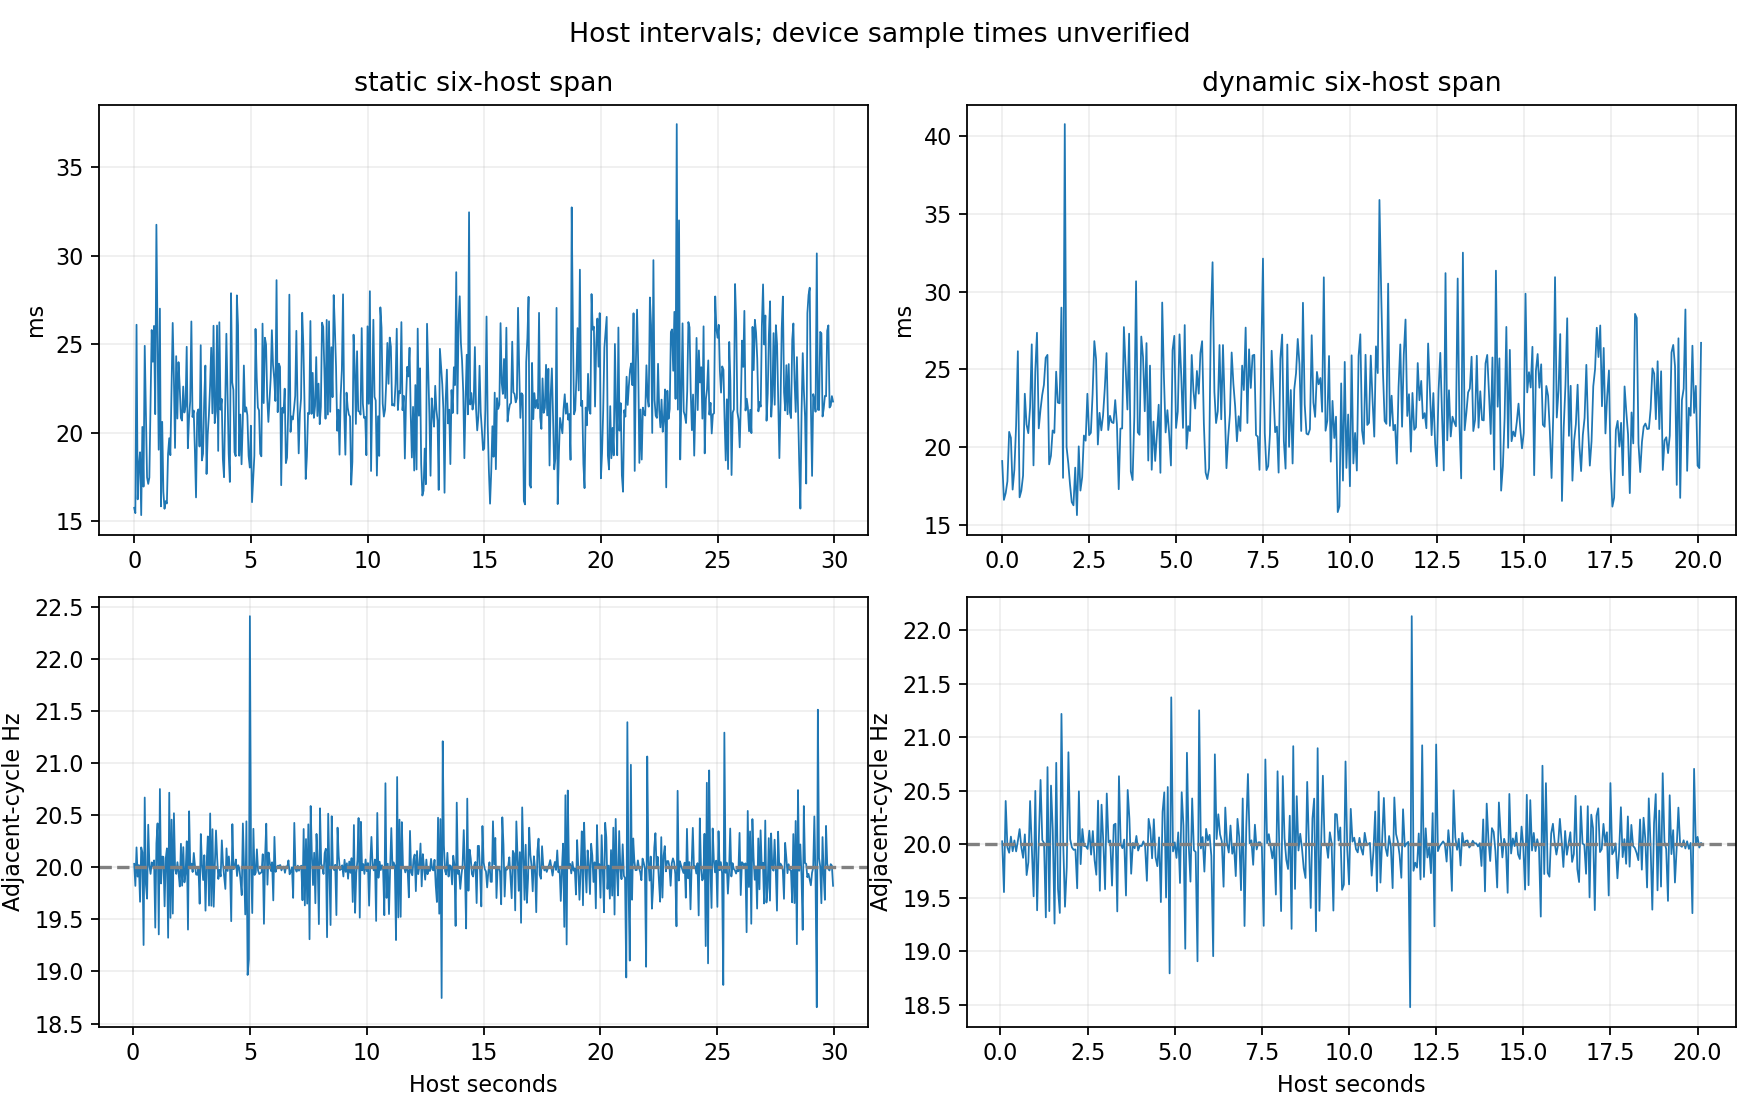 Host intervals; device sample times unverified
static six-host span
dynamic six-host span
ms
35
30
25
20
15
0 5 10 15 20 25 30
ms
40
35
30
25
20
15
0.0 2.5 5.0 7.5 10.0 12.5 15.0 17.5 20.0
Adjacent-cycle Hz
22.5
22.0
21.5
21.0
20.5
20.0
19.5
19.0
18.5
0 5 10 15 20 25 30
Host seconds
Adjacent-cycle Hz
22.0
21.5
21.0
20.5
20.0
19.5
19.0
18.5
0.0 2.5 5.0 7.5 10.0 12.5 15.0 17.5 20.0
Host seconds